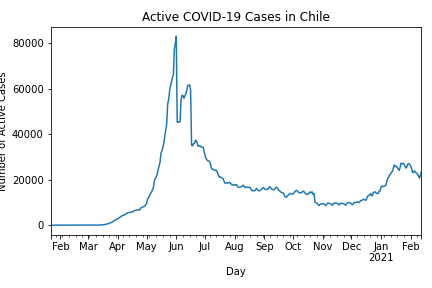 Active COVID-19 Cases in Chile
Number of Active Cases
80000
60000
40000
20000
0
Feb Mar Apr May Jun Jul Aug Sep Oct Nov Dec Jan Feb
2021
Day